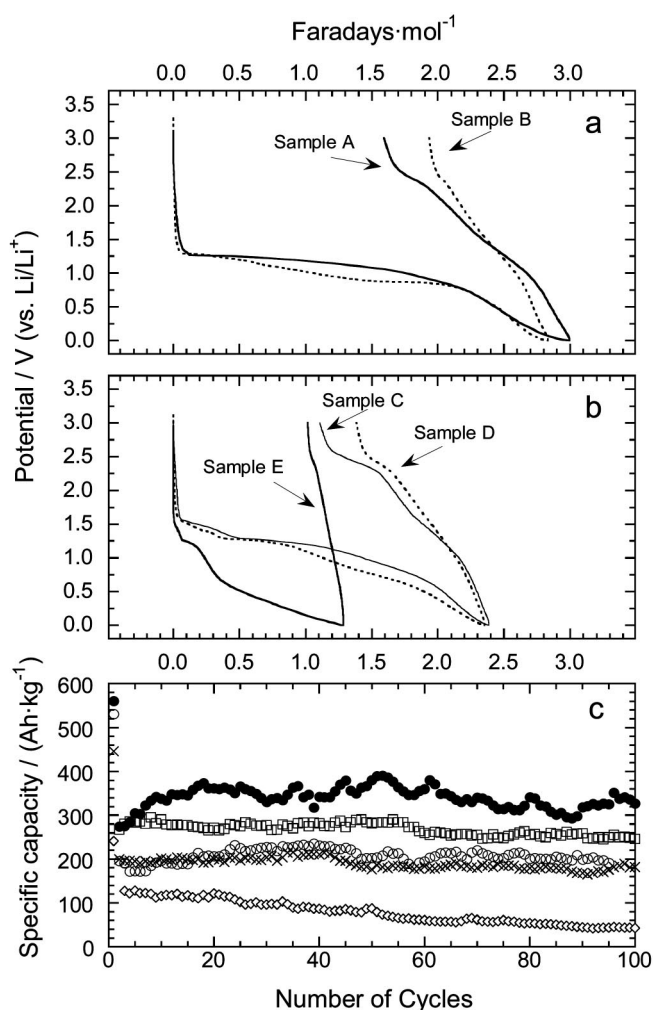 Faradays·mol⁻¹
0.0 0.5 1.0 1.5 2.0 2.5 3.0
a
3.5
3.0
2.5
2.0
1.5
1.0
0.5
0.0
Sample A
Sample B
Potential / V (vs. Li/Li⁺)
b
3.5
3.0
2.5
2.0
1.5
1.0
0.5
0.0
Sample C
Sample D
Sample E
0.0 0.5 1.0 1.5 2.0 2.5 3.0
c
600
500
400
300
200
100
0
Specific capacity / (Ah·kg⁻¹)
0 20 40 60 80 100
Number of Cycles